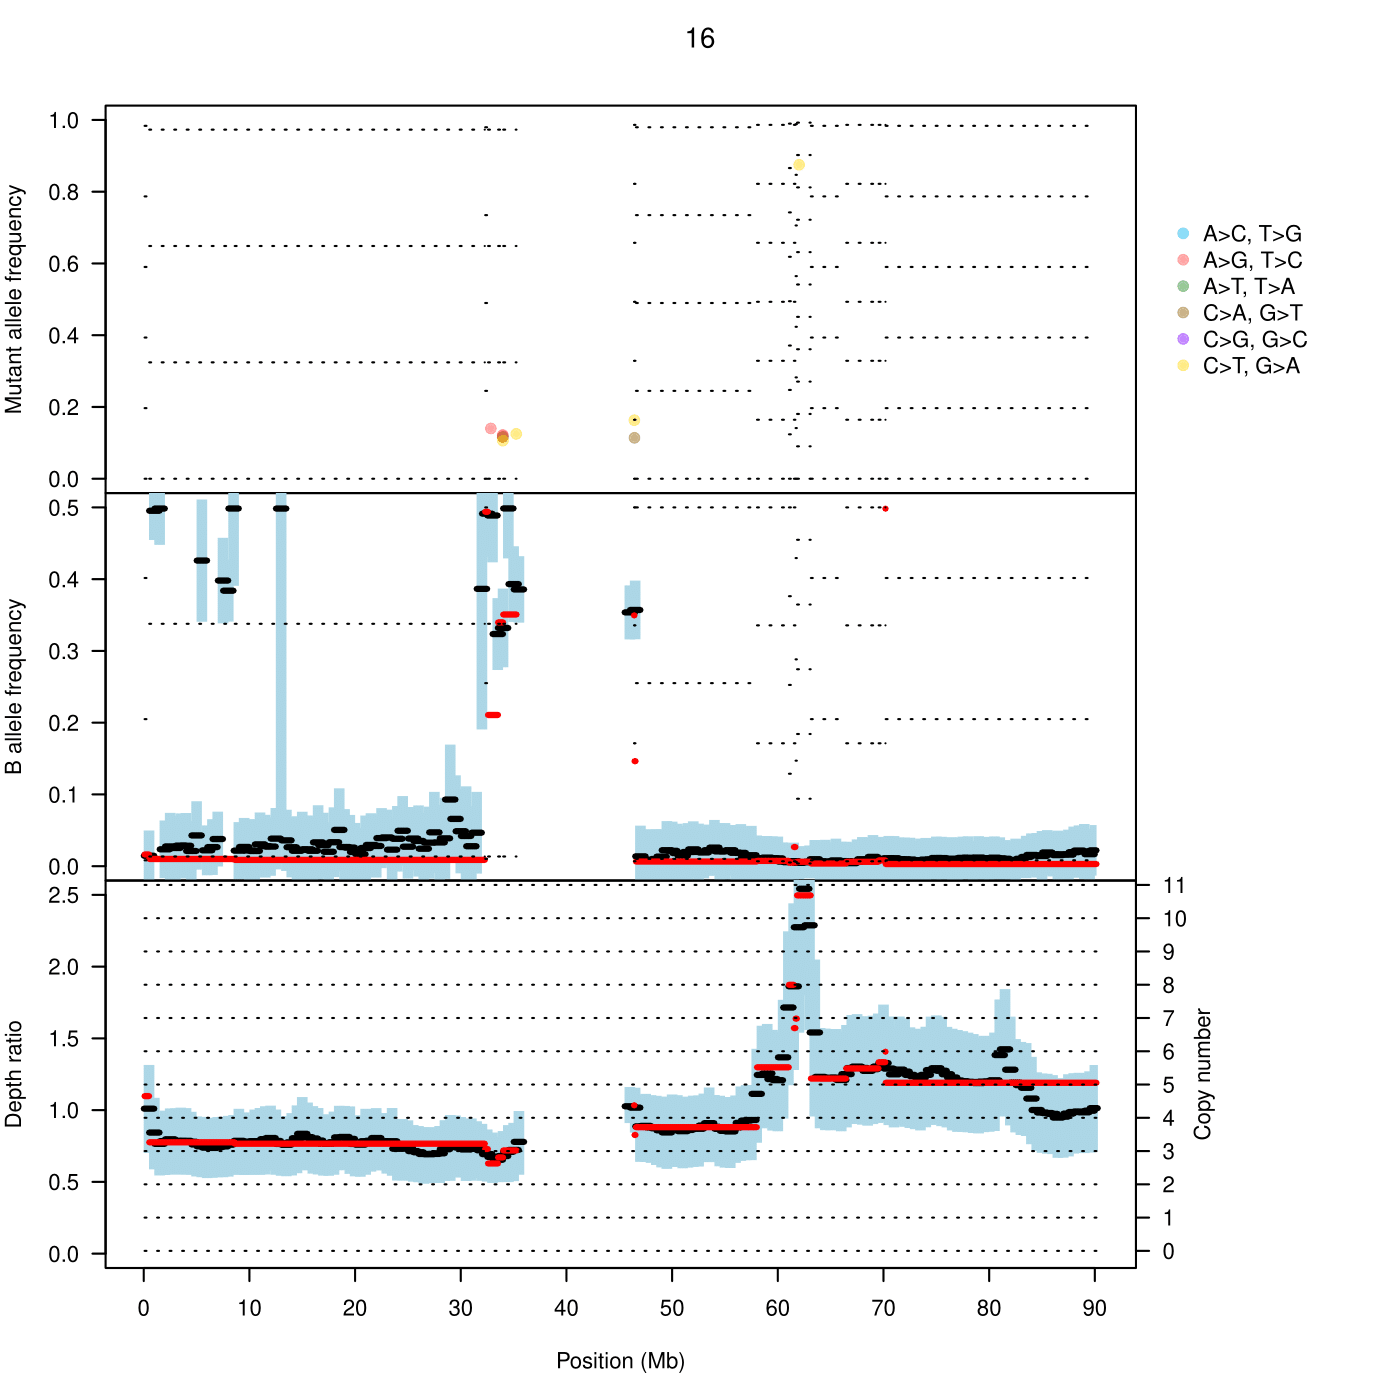 16
Mutant allele frequency
1.0
0.8
0.6
0.4
0.2
0.0
A>C, T>G
A>G, T>C
A>T, T>A
C>A, G>T
C>G, G>C
C>T, G>A
B allele frequency
0.5
0.4
0.3
0.2
0.1
0.0
Depth ratio
2.5
2.0
1.5
1.0
0.5
0.0
11
10
9
8
7
6
5
4
3
2
1
0
Copy number
0 10 20 30 40 50 60 70 80 90
Position (Mb)